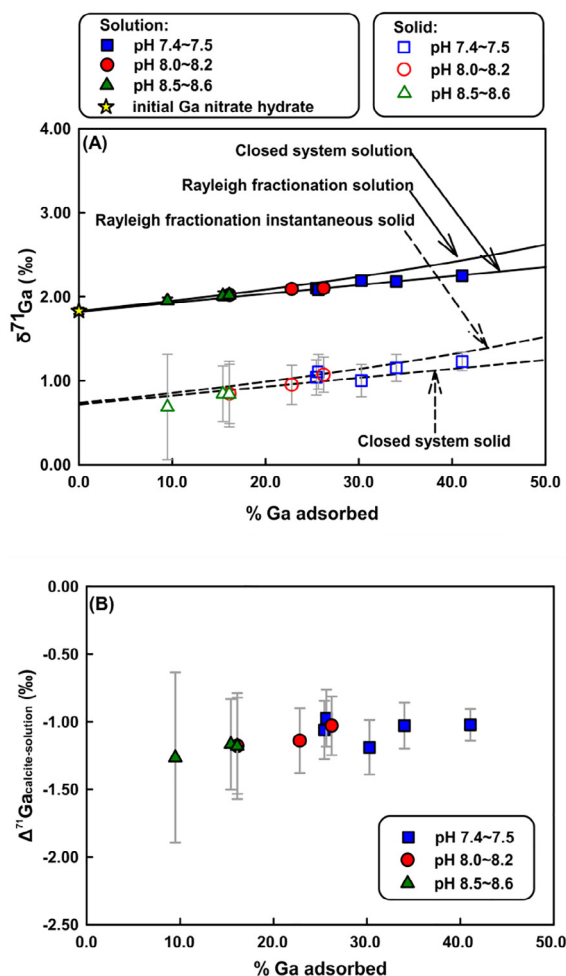 Solution:
pH 7.4~7.5
pH 8.0~8.2
pH 8.5~8.6
initial Ga nitrate hydrate
Solid:
pH 7.4~7.5
pH 8.0~8.2
pH 8.5~8.6
(A)
4.00
3.00
2.00
1.00
0.00
δ71Ga (‰)
Closed system solution
Rayleigh fractionation solution
Rayleigh fractionation instantaneous solid
Closed system solid
0.0 10.0 20.0 30.0 40.0 50.0
% Ga adsorbed
(B)
0.00
-0.50
-1.00
-1.50
-2.00
-2.50
Δ71Gacalcite-solution (‰)
pH 7.4~7.5
pH 8.0~8.2
pH 8.5~8.6
0.0 10.0 20.0 30.0 40.0 50.0
% Ga adsorbed